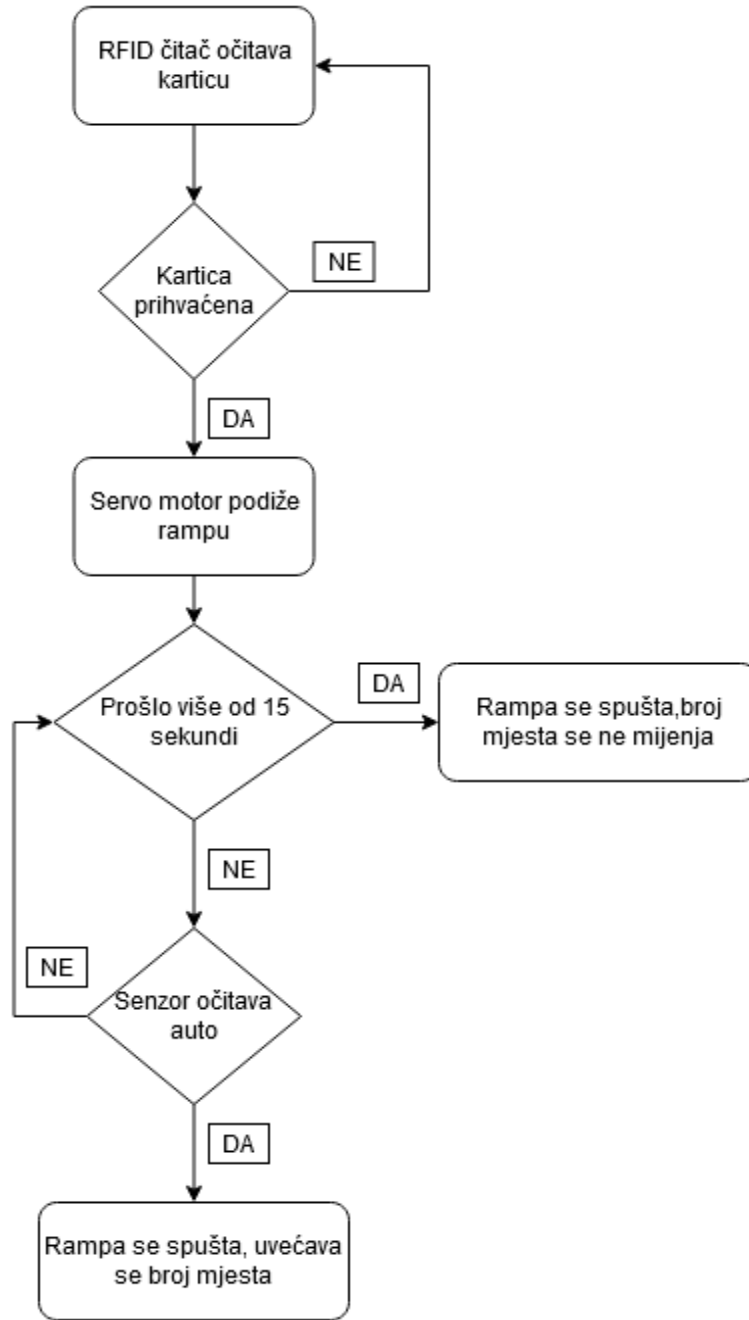 RFID čitač očitava
karticu
NE
Kartica
prihvaćena
DA
Servo motor podiže
rampu
DA
Prošlo više od 15
sekundi
Rampa se spušta,broj
mjesta se ne mijenja
NE
NE
Senzor očitava
auto
DA
Rampa se spušta, uvećava
se broj mjesta